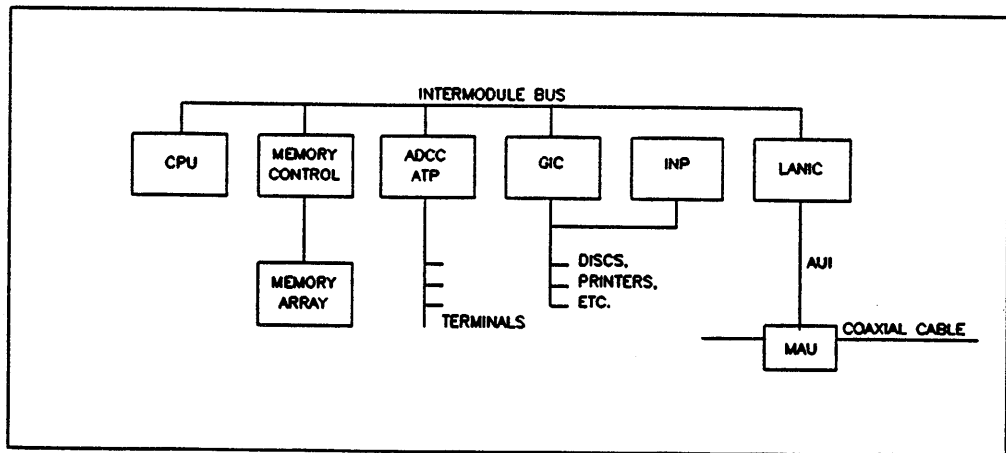 INTERMODULE BUS
CPU
MEMORY
CONTROL
ADCC
ATP
GIC
INP
LANIC
MEMORY
ARRAY
TERMINALS
DISCS,
PRINTERS,
ETC.
AUI
MAU
COAXIAL CABLE